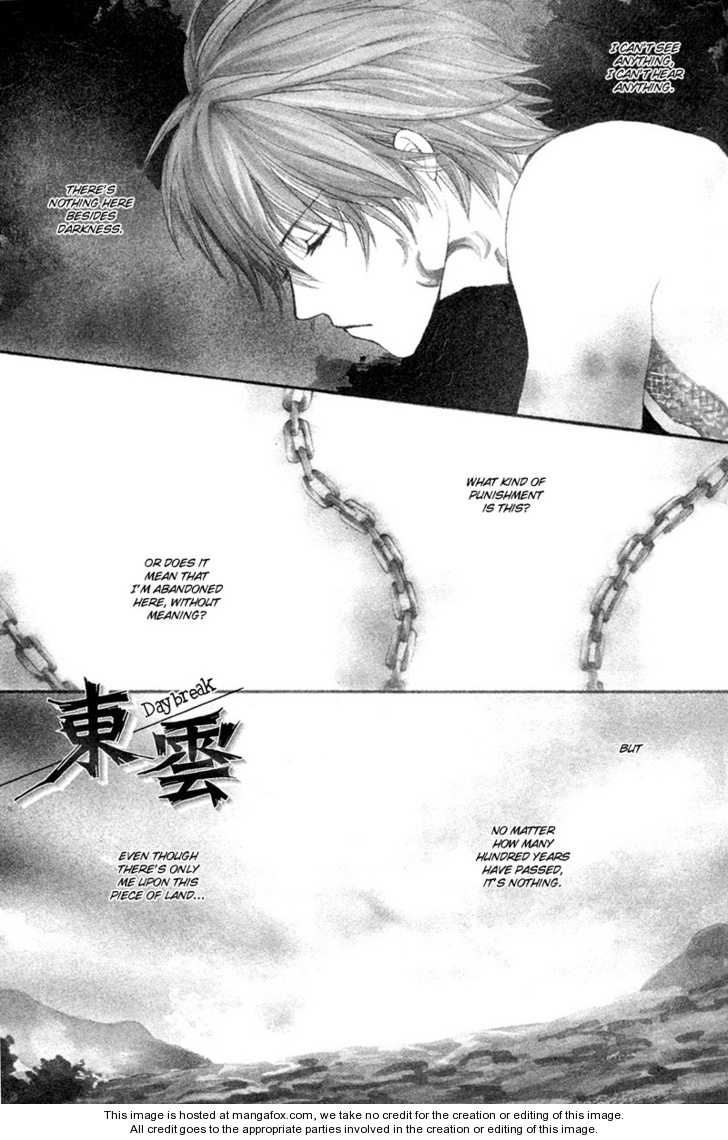 I CAN'T SEE
ANYTHING.
I CAN'T HEAR
ANYTHING.
THERE'S
NOTHING HERE
BESIDES
DARKNESS.
WHAT KIND OF
PUNISHMENT
IS THIS?
OR DOES IT
MEAN THAT
I'M ABANDONED
HERE, WITHOUT
MEANING?
Daybreak
東雲
BUT
NO MATTER
HOW MANY
HUNDRED YEARS
HAVE PASSED,
IT'S NOTHING.
EVEN THOUGH
THERE'S ONLY
ME UPON THIS
PIECE OF LAND...
This image is hosted at mangafox.com, we take no credit for the creation or editing of this image.
All credit goes to the appropriate parties involved in the creation or editing of this image.